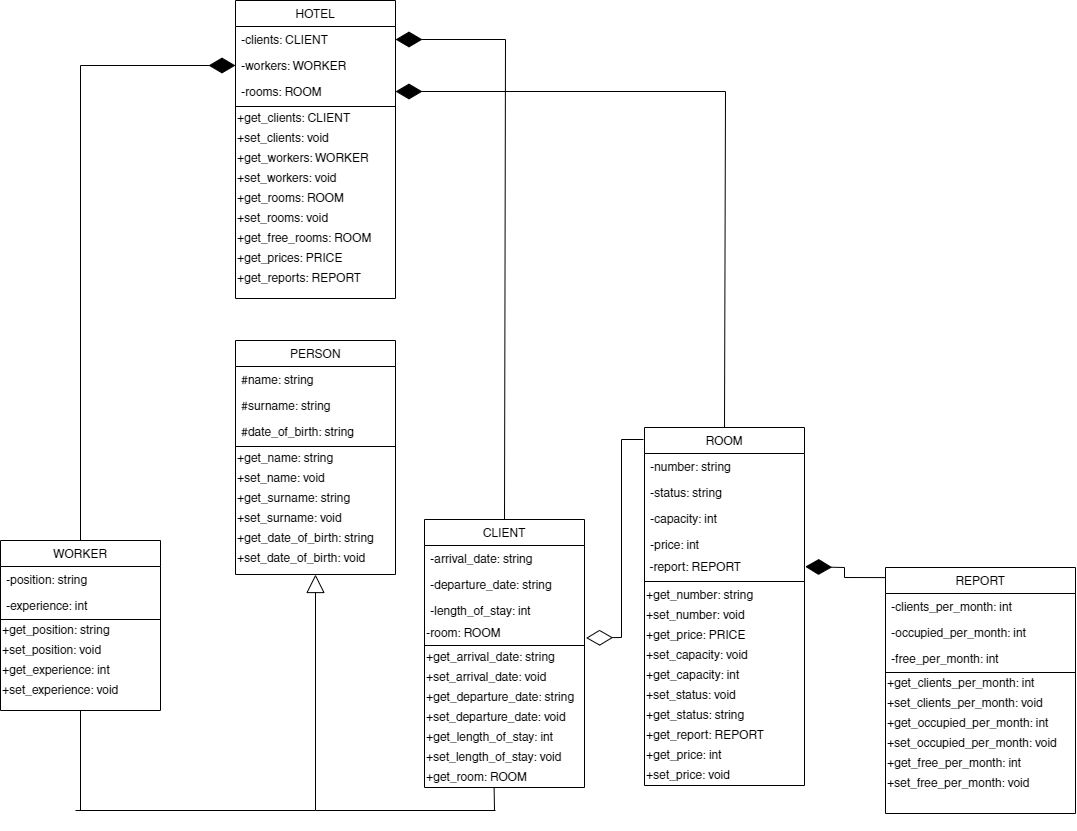 HOTEL
-clients: CLIENT
-workers: WORKER
-rooms: ROOM
+get_clients: CLIENT
+set_clients: void
+get_workers: WORKER
+set_workers: void
+get_rooms: ROOM
+set_rooms: void
+get_free_rooms: ROOM
+get_prices: PRICE
+get_reports: REPORT
PERSON
#name: string
#surname: string
#date_of_birth: string
+get_name: string
+set_name: void
+get_surname: string
+set_surname: void
+get_date_of_birth: string
+set_date_of_birth: void
WORKER
-position: string
-experience: int
+get_position: string
+set_position: void
+get_experience: int
+set_experience: void
CLIENT
-arrival_date: string
-departure_date: string
-length_of_stay: int
-room: ROOM
+get_arrival_date: string
+set_arrival_date: void
+get_departure_date: string
+set_departure_date: void
+get_length_of_stay: int
+set_length_of_stay: void
+get_room: ROOM
ROOM
-number: string
-status: string
-capacity: int
-price: int
-report: REPORT
+get_number: string
+set_number: void
+get_price: PRICE
+set_capacity: void
+get_capacity: int
+set_status: void
+get_status: string
+get_report: REPORT
+get_price: int
+set_price: void
REPORT
-clients_per_month: int
-occupied_per_month: int
-free_per_month: int
+get_clients_per_month: int
+set_clients_per_month: void
+get_occupied_per_month: int
+set_occupied_per_month: void
+get_free_per_month: int
+set_free_per_month: void